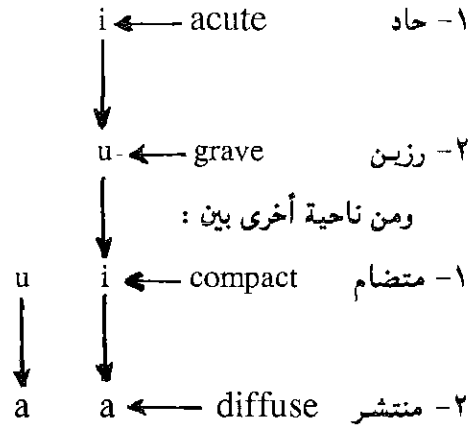 ١- حاد acute i
٢- رزين grave u
ومن ناحية أخرى بين :
١- متضام compact i u
٢- منتشر diffuse a a